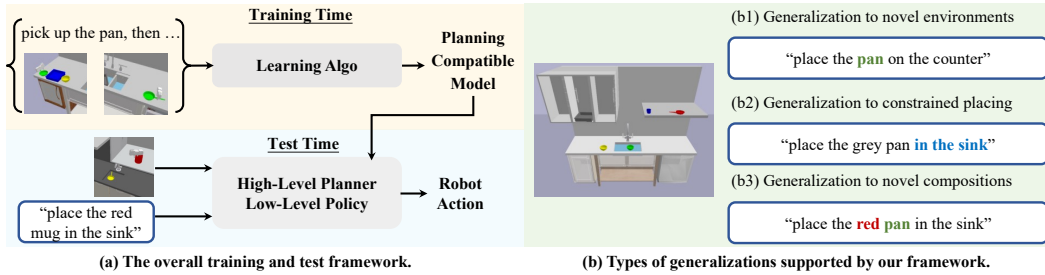 Training Time
pick up the pan, then …
Learning Algo
Planning
Compatible
Model
Test Time
High-Level Planner
Low-Level Policy
Robot
Action
“place the red
mug in the sink”
(a) The overall training and test framework.
(b1) Generalization to novel environments
“place the pan on the counter”
(b2) Generalization to constrained placing
“place the grey pan in the sink”
(b3) Generalization to novel compositions
“place the red pan in the sink”
(b) Types of generalizations supported by our framework.